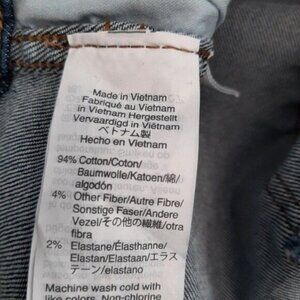 Made in Vietnam
Fabriqué au Vietnam
in Vietnam Hergestellt
Vervaardigd in Vietnam
ベトナム製
Hecho en Vietnam
94% Cotton/Coton/
Baumwolle/Katoen/綿/
algodón
4% Other Fiber/Autre Fibre/
Sonstige Faser/Andere
Vezel/その他の繊維/otra
fibra
2% Elastane/Élasthanne/
Elastan/Elastaan/エラス
テーン/elastano
Machine wash cold with
like colors. Non-chlorine